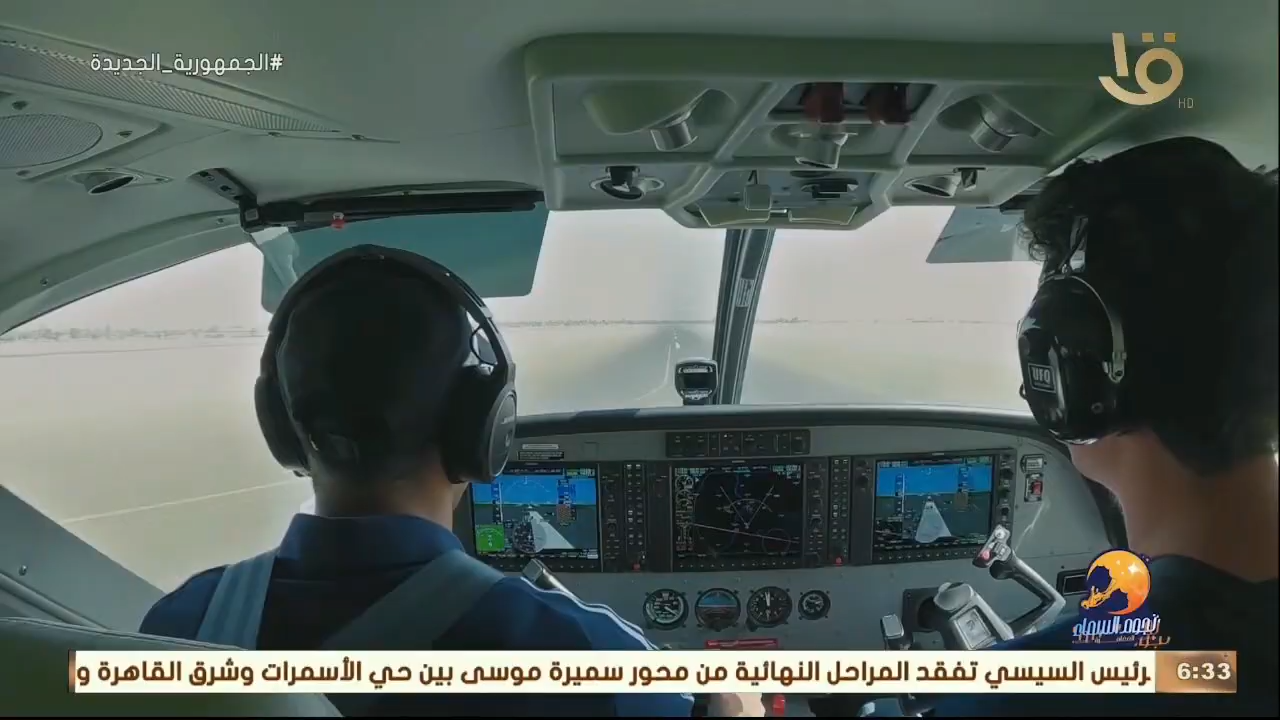 #الجمهورية_الجديدة
HD
UFO
نجوم السماء
رئيس السيسي تفقد المراحل النهائية من محور سميرة موسى بين حي الأسمرات وشرق القاهرة و
6:33